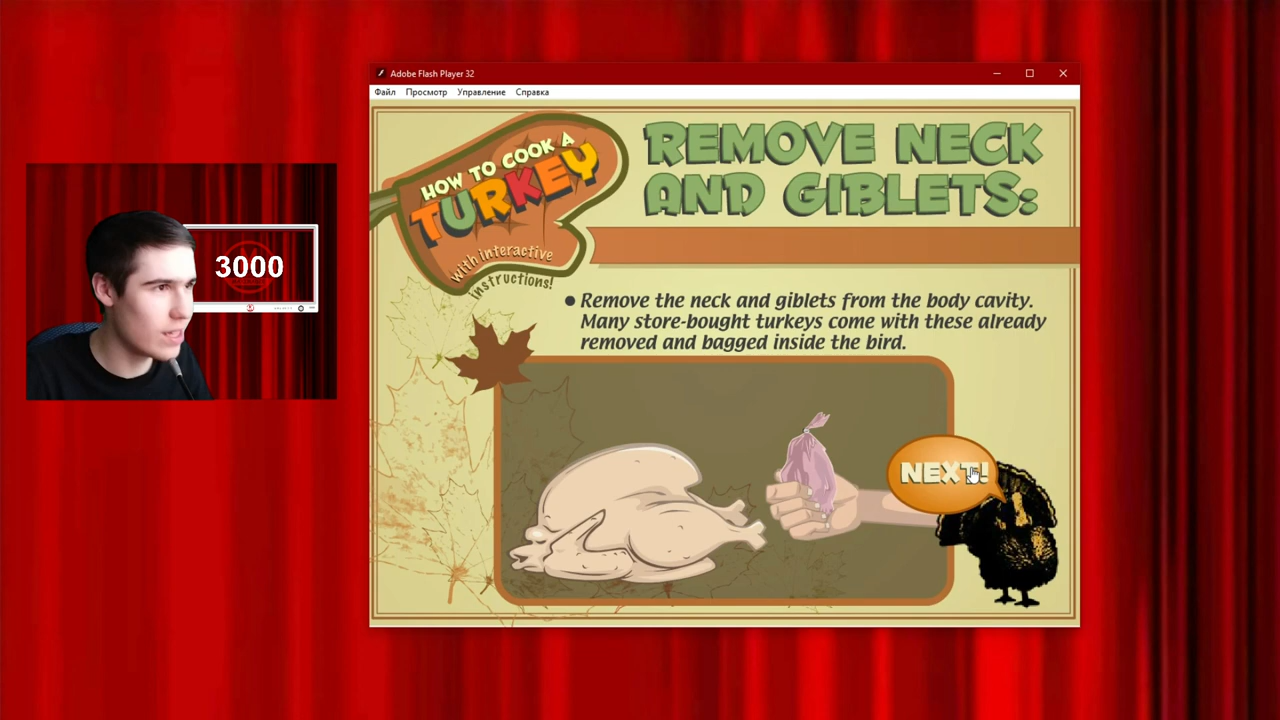 Adobe Flash Player 32
Файл Просмотр Управление Справка
HOW TO COOK A
TURKEY
with interactive
instructions!
REMOVE NECK
AND GIBLETS:
• Remove the neck and giblets from the body cavity.
Many store-bought turkeys come with these already
removed and bagged inside the bird.
3000
NEXT!